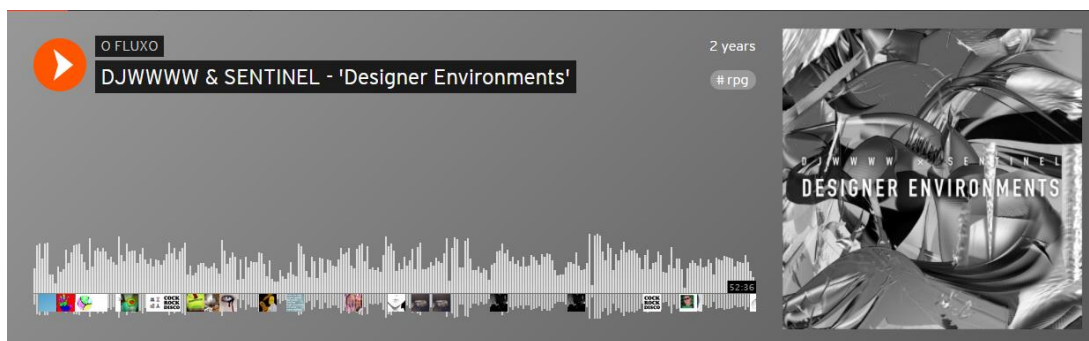 O FLUXO
2 years
DJWWWW & SENTINEL - 'Designer Environments'
# rpg
DJWWWW × SENTINEL
DESIGNER ENVIRONMENTS
52:36
COCK
ROCK
DISCO
COCK
ROCK
DISCO